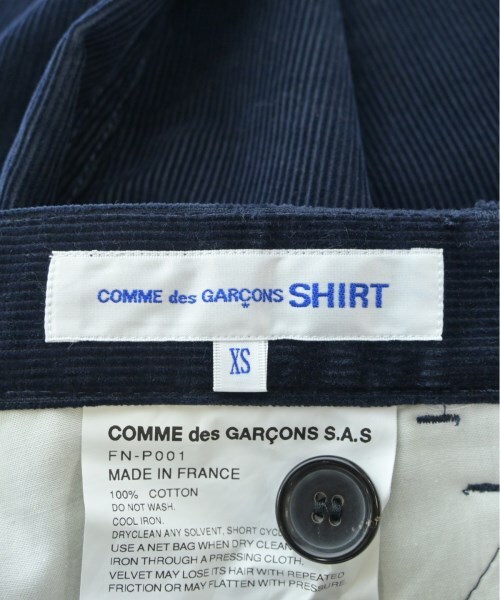 COMME des GARÇONS SHIRT
XS
COMME des GARÇONS S.A.S
FN-P001
MADE IN FRANCE
100% COTTON
DO NOT WASH.
COOL IRON.
DRYCLEAN ANY SOLVENT, SHORT
USE A NET BAG WHEN DRY
IRON THROUGH A PRESSING CLOTH.
VELVET MAY LOSE ITS HAIR WITH REPEATED
FRICTION OR MAY FLATTEN WITH PRESSURE